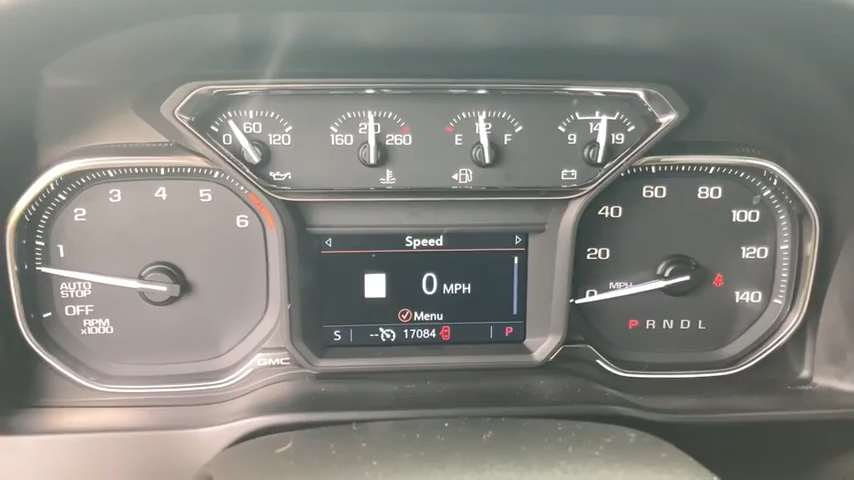 0 60 120
160 210 260
E 1/2 F
9 14 19
1 2 3 4 5 6
AUTO
STOP
OFF
RPM
x1000
GMC
Speed
0 MPH
Menu
S -- 17084 P
0 20 40 60 80 100 120 140
MPH
P R N D L